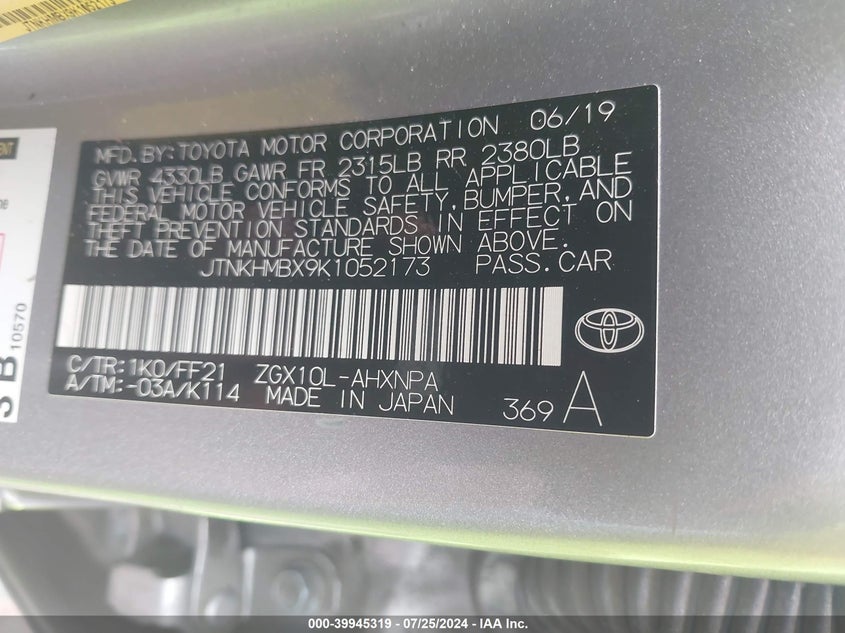 MFD.BY:TOYOTA MOTOR CORPORATION 06/19
GVWR 4330LB GAWR FR 2315LB RR 2380LB
THIS VEHICLE CONFORMS TO ALL APPLICABLE
FEDERAL MOTOR VEHICLE SAFETY,BUMPER,AND
THEFT PREVENTION STANDARDS IN EFFECT ON
THE DATE OF MANUFACTURE SHOWN ABOVE.
JTNKHMBX9K1052173 PASS.CAR
C/TR:1K0/FF21 ZGX10L-AHXNPA
A/TM:-03A/K114 MADE IN JAPAN 369 A
10570
000-39945319 / 07/25/2024 - IAA Inc.